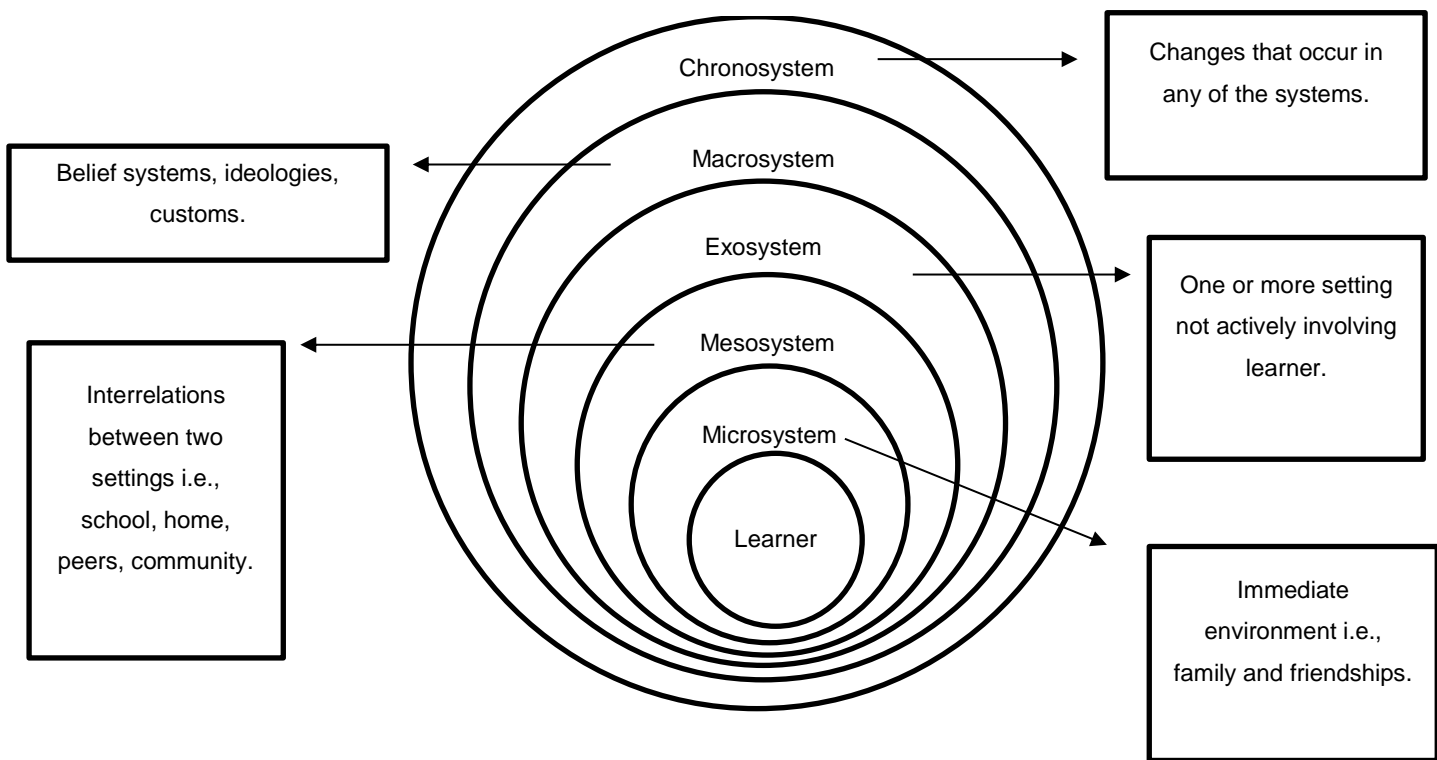 Chronosystem
Changes that occur in
any of the systems.
Macrosystem
Belief systems, ideologies,
customs.
Exosystem
One or more setting
not actively involving
learner.
Mesosystem
Interrelations
between two
settings i.e.,
school, home,
peers, community.
Microsystem
Learner
Immediate
environment i.e.,
family and friendships.